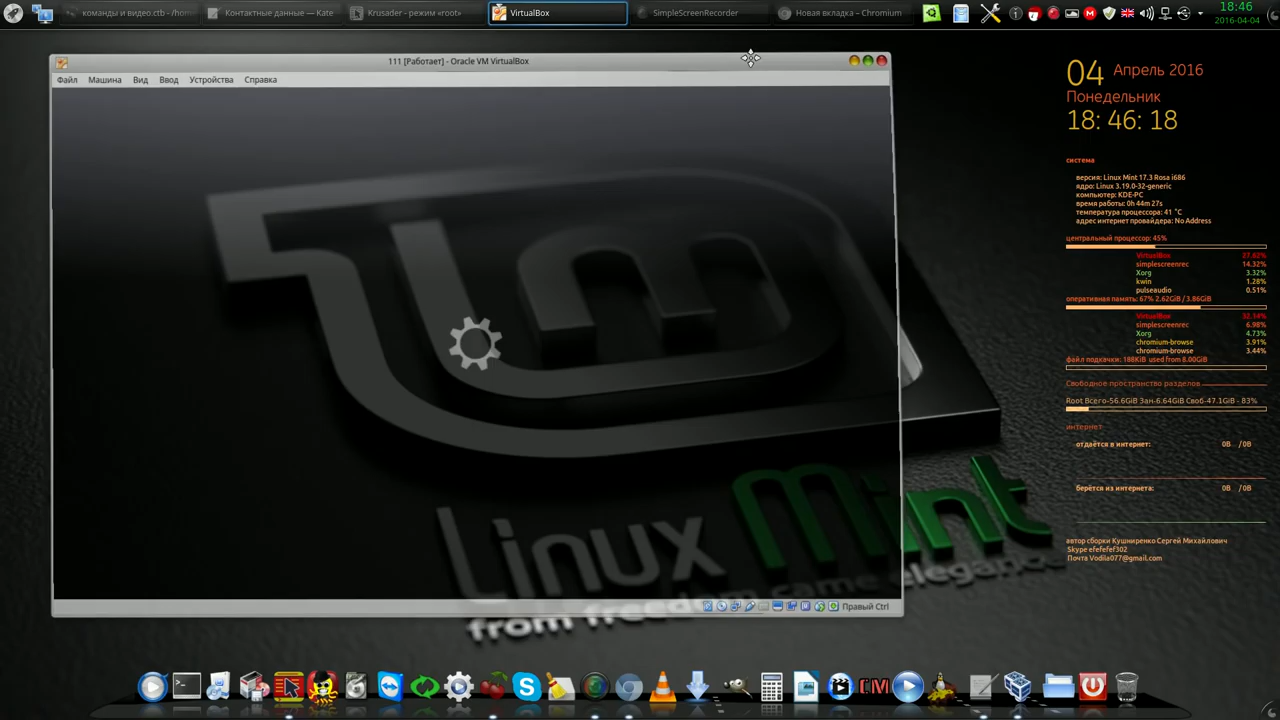 команды и видео.ctb - /hom
Контактные данные — Kate
Krusader - режим «root»
VirtualBox
SimpleScreenRecorder
Новая вкладка – Chromium
18:46
2016-04-04
111 [Работает] - Oracle VM VirtualBox
Файл Машина Вид Ввод Устройства Справка
04 Апрель 2016
Понедельник
18: 46: 18
система
версия: Linux Mint 17.3 Rosa i686
ядро: Linux 3.19.0-32-generic
компьютер: KDE-PC
время работы: 0h 44m 27s
температура процессора: 41 °C
адрес интернет провайдера: No Address
центральный процессор: 45%
VirtualBox 27.62%
simplescreenrec 14.32%
Xorg 3.32%
kwin 1.28%
pulseaudio 0.51%
оперативная память: 67% 2.62GiB / 3.86GiB
VirtualBox 32.14%
simplescreenrec 6.98%
Xorg 4.73%
chromium-browse 3.91%
chromium-browse 3.44%
файл подкачки: 188KiB used from 8.00GiB
Свободное пространство разделов
Root Всего-56.6GiB Зан-6.64GiB Своб-47.1GiB - 83%
интернет
отдаётся в интернет: 0B /0B
берётся из интернета: 0B /0B
автор сборки Кушниренко Сергей Михайлович
Skype efefefef302
Почта Vodila077@gmail.com
Linux Mint
from freedom came elegance
Правый Ctrl